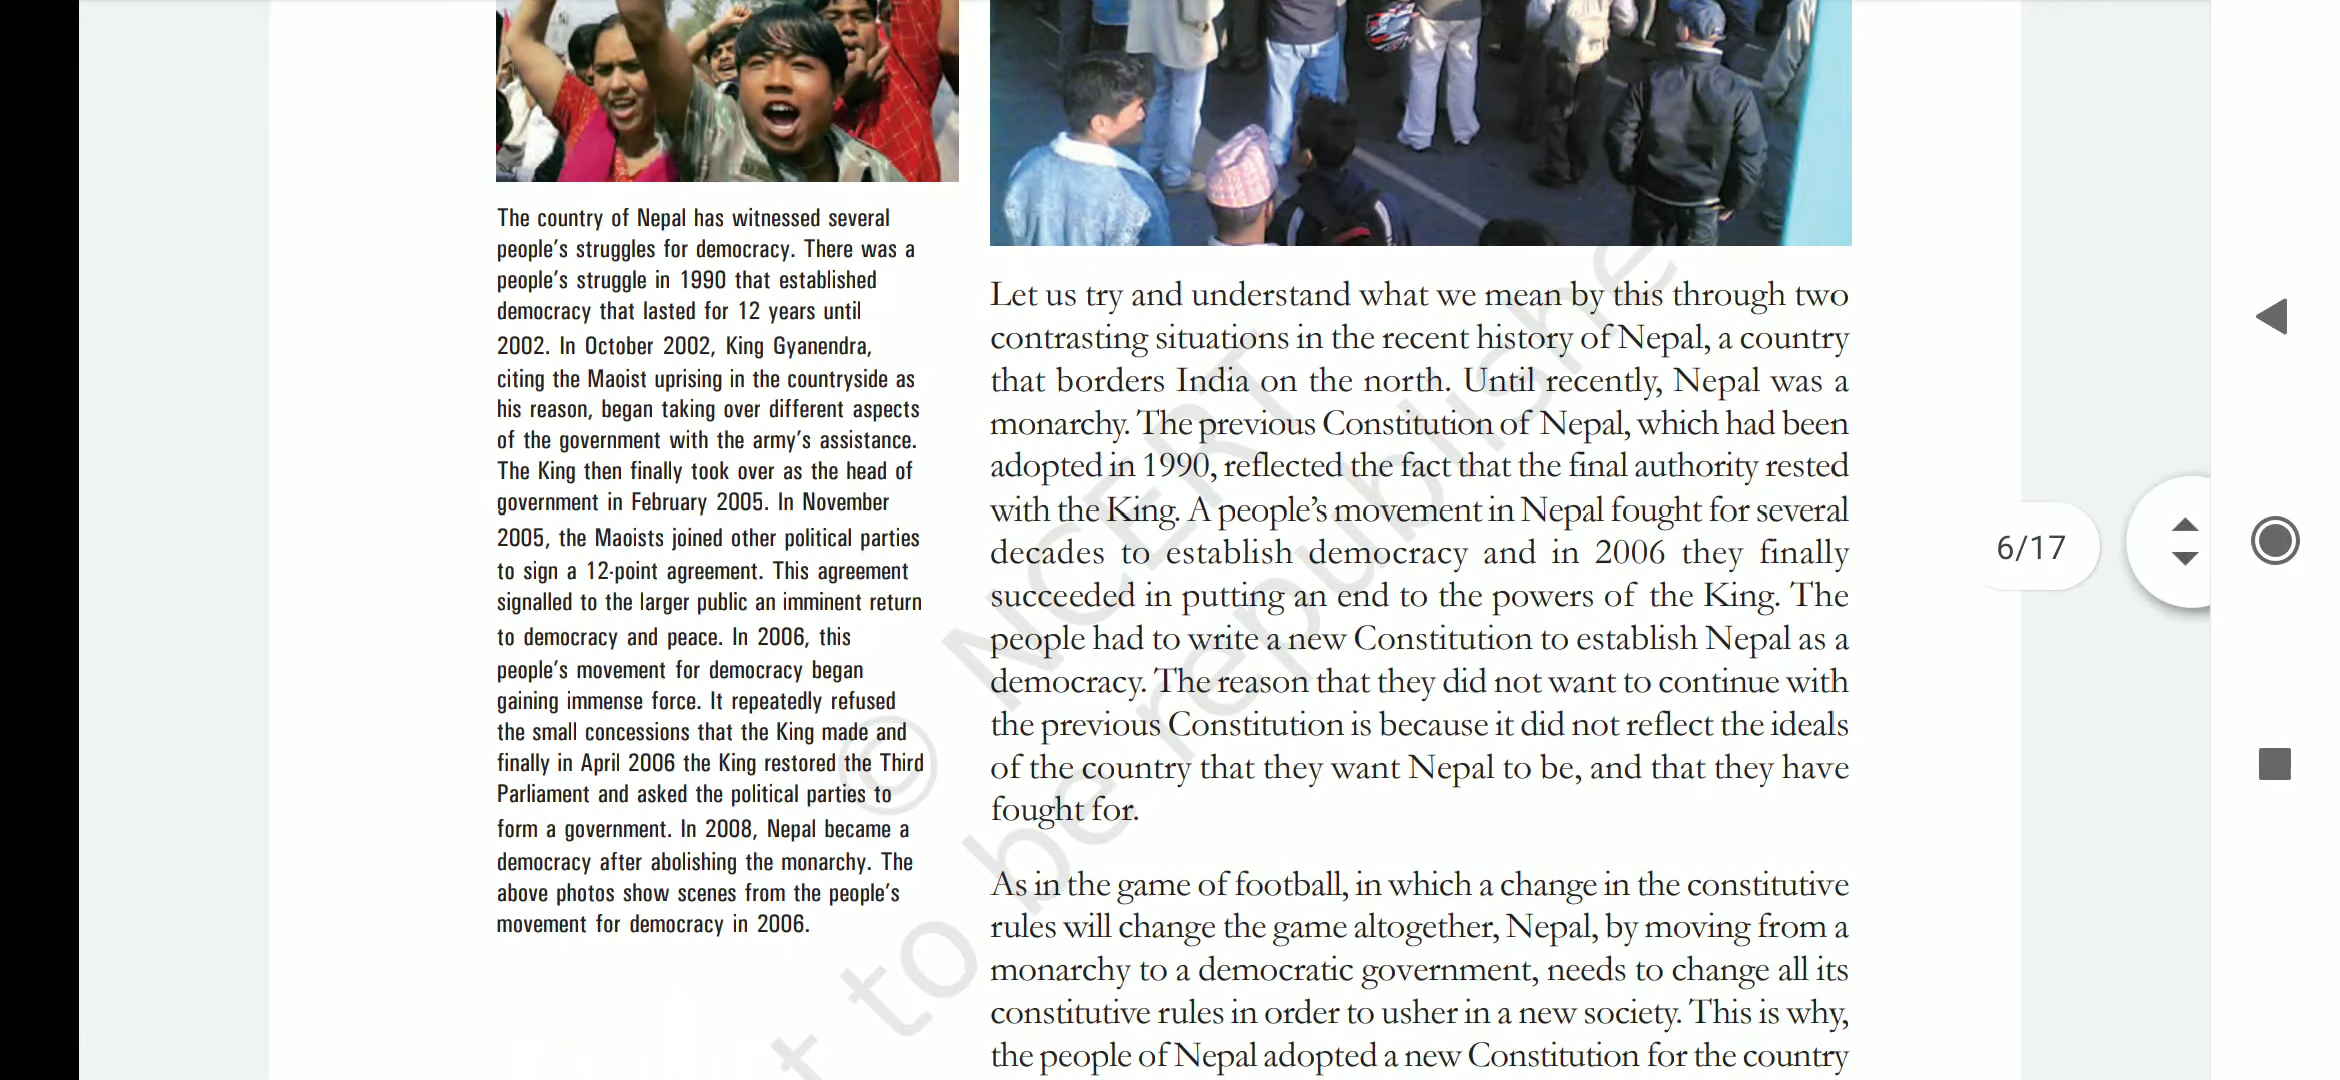 The country of Nepal has witnessed several
people's struggles for democracy. There was a
people's struggle in 1990 that established
democracy that lasted for 12 years until
2002. In October 2002, King Gyanendra,
citing the Maoist uprising in the countryside as
his reason, began taking over different aspects
of the government with the army's assistance.
The King then finally took over as the head of
government in February 2005. In November
2005, the Maoists joined other political parties
to sign a 12-point agreement. This agreement
signalled to the larger public an imminent return
to democracy and peace. In 2006, this
people's movement for democracy began
gaining immense force. It repeatedly refused
the small concessions that the King made and
finally in April 2006 the King restored the Third
Parliament and asked the political parties to
form a government. In 2008, Nepal became a
democracy after abolishing the monarchy. The
above photos show scenes from the people's
movement for democracy in 2006.
Let us try and understand what we mean by this through two
contrasting situations in the recent history of Nepal, a country
that borders India on the north. Until recently, Nepal was a
monarchy. The previous Constitution of Nepal, which had been
adopted in 1990, reflected the fact that the final authority rested
with the King. A people's movement in Nepal fought for several
decades to establish democracy and in 2006 they finally
succeeded in putting an end to the powers of the King. The
people had to write a new Constitution to establish Nepal as a
democracy. The reason that they did not want to continue with
the previous Constitution is because it did not reflect the ideals
of the country that they want Nepal to be, and that they have
fought for.
As in the game of football, in which a change in the constitutive
rules will change the game altogether, Nepal, by moving from a
monarchy to a democratic government, needs to change all its
constitutive rules in order to usher in a new society. This is why,
the people of Nepal adopted a new Constitution for the country
© NCERT
to be republishe
6/17